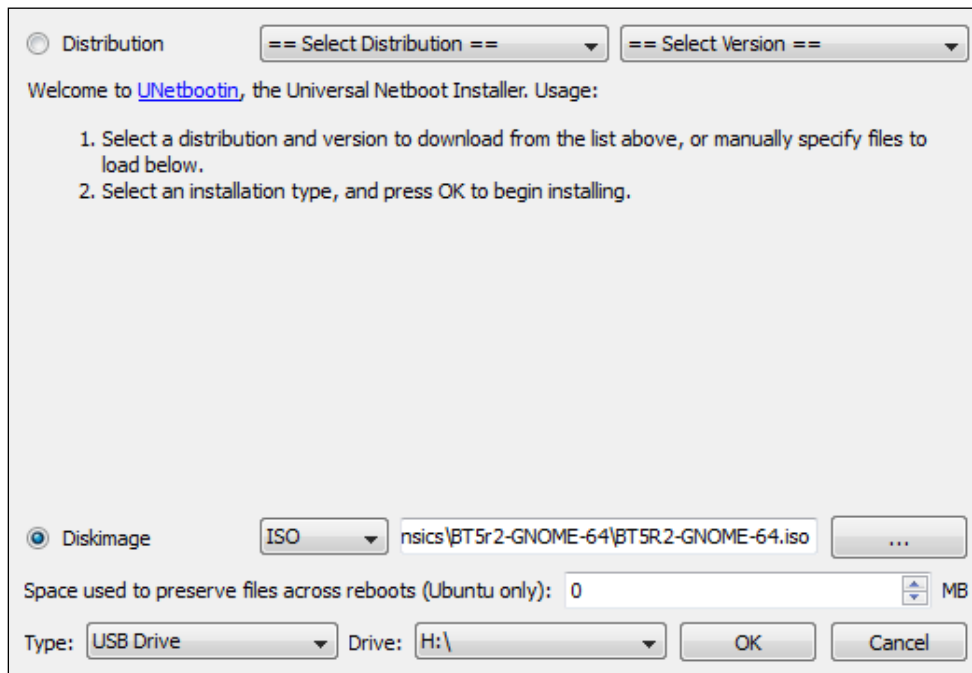 Distribution == Select Distribution == == Select Version ==
Welcome to UNetbootin, the Universal Netboot Installer. Usage:
1. Select a distribution and version to download from the list above, or manually specify files to
load below.
2. Select an installation type, and press OK to begin installing.
Diskimage ISO nsics\BT5r2-GNOME-64\BT5R2-GNOME-64.iso ...
Space used to preserve files across reboots (Ubuntu only): 0 MB
Type: USB Drive Drive: H:\ OK Cancel